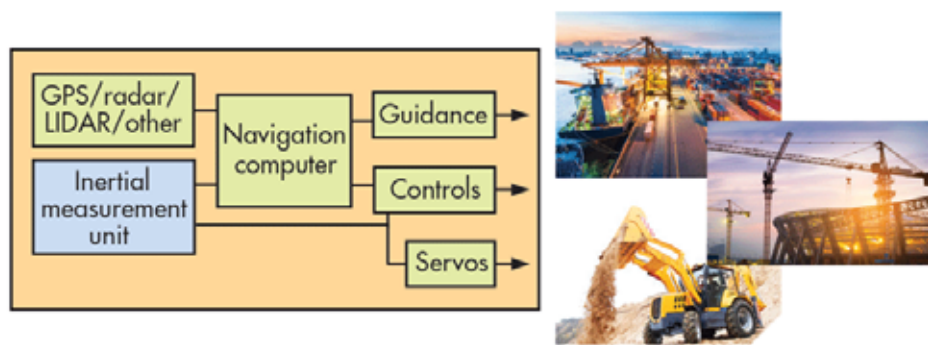 GPS/radar/
LIDAR/other
Navigation
computer
Guidance
Inertial
measurement
unit
Controls
Servos